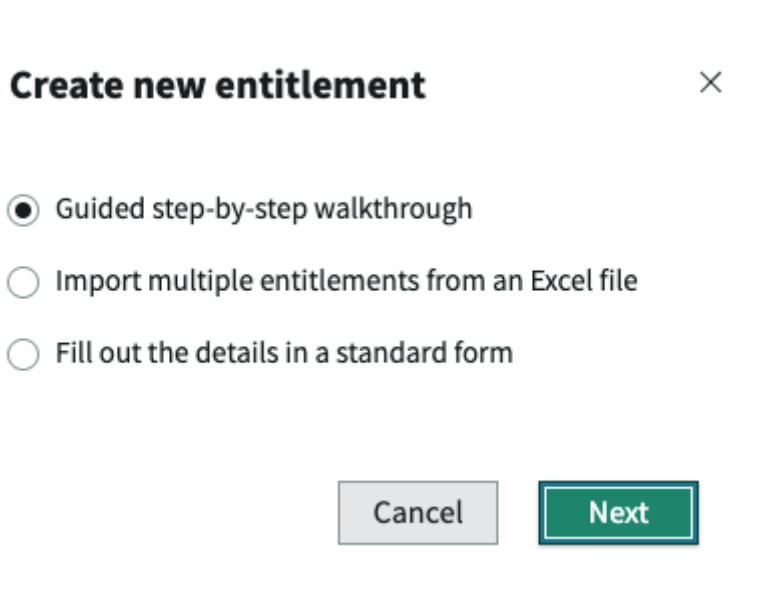 Create new entitlement
Guided step-by-step walkthrough
Import multiple entitlements from an Excel file
Fill out the details in a standard form
Cancel
Next